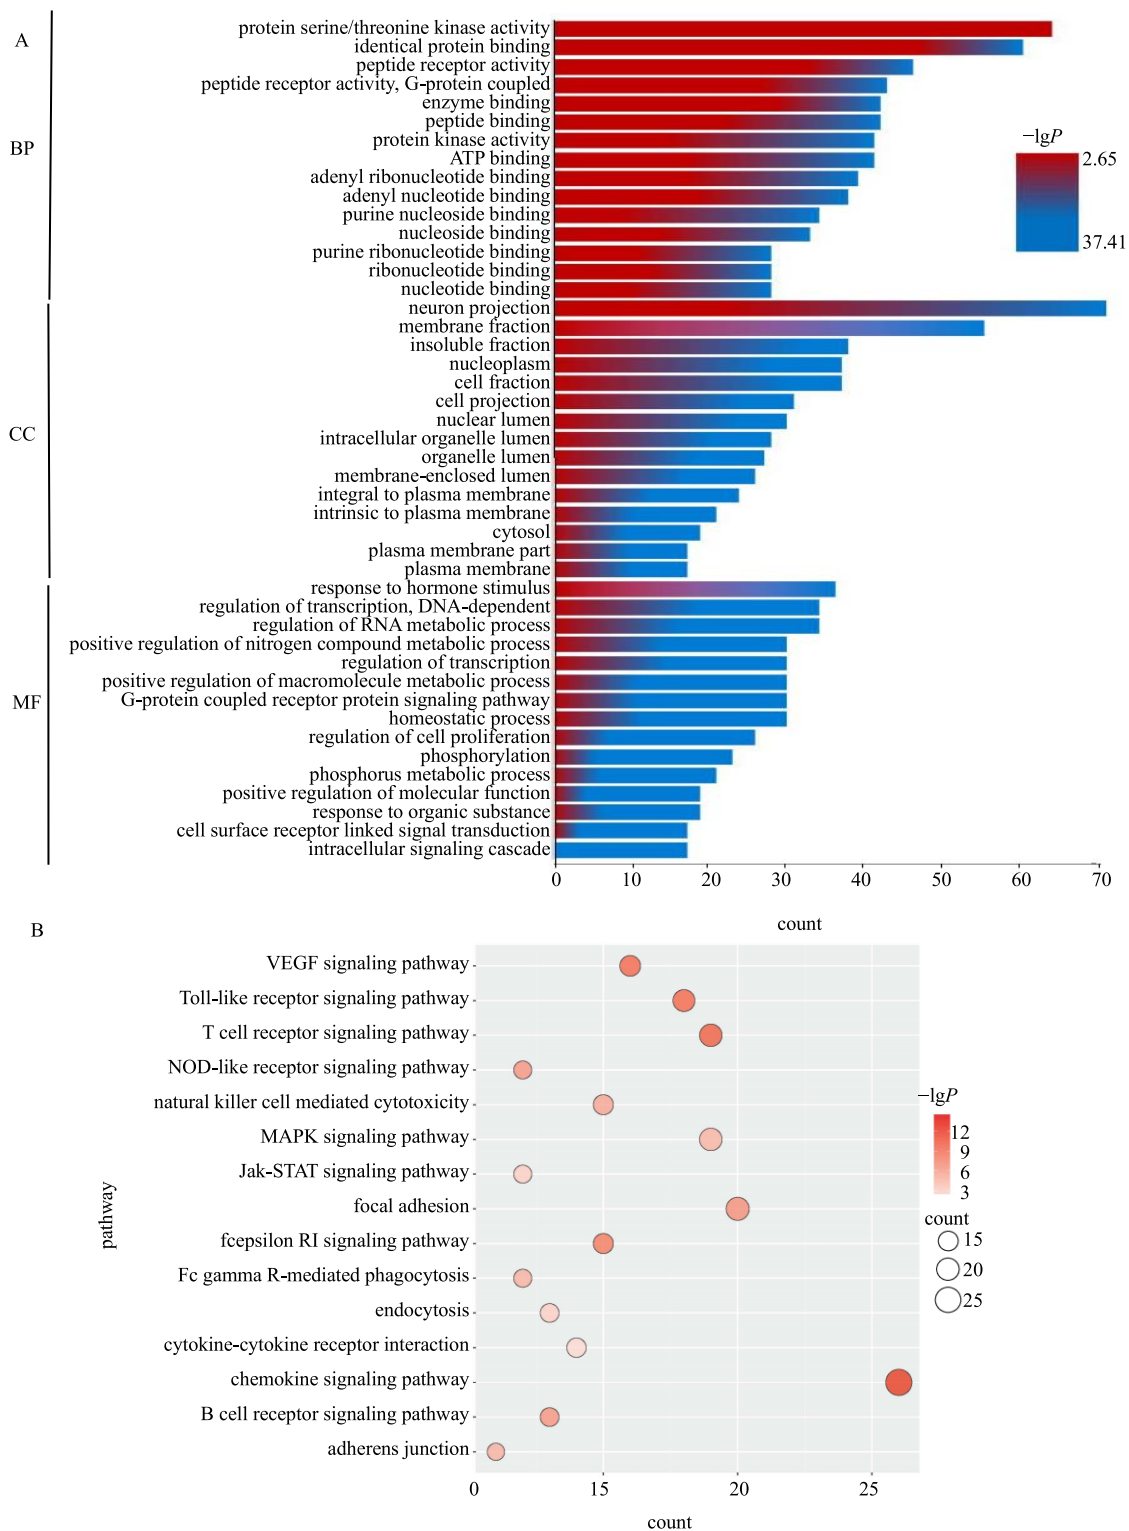 A
BP
CC
MF
protein serine/threonine kinase activity
identical protein binding
peptide receptor activity
peptide receptor activity, G-protein coupled
enzyme binding
peptide binding
protein kinase activity
ATP binding
adenyl ribonucleotide binding
adenyl nucleotide binding
purine nucleoside binding
nucleoside binding
purine ribonucleotide binding
ribonucleotide binding
nucleotide binding
neuron projection
membrane fraction
insoluble fraction
nucleoplasm
cell fraction
cell projection
nuclear lumen
intracellular organelle lumen
organelle lumen
membrane-enclosed lumen
integral to plasma membrane
intrinsic to plasma membrane
cytosol
plasma membrane part
plasma membrane
response to hormone stimulus
regulation of transcription, DNA-dependent
regulation of RNA metabolic process
positive regulation of nitrogen compound metabolic process
regulation of transcription
positive regulation of macromolecule metabolic process
G-protein coupled receptor protein signaling pathway
homeostatic process
regulation of cell proliferation
phosphorylation
phosphorus metabolic process
positive regulation of molecular function
response to organic substance
cell surface receptor linked signal transduction
intracellular signaling cascade
−lgP
2.65
37.41
0 10 20 30 40 50 60 70
count
B
pathway
VEGF signaling pathway
Toll-like receptor signaling pathway
T cell receptor signaling pathway
NOD-like receptor signaling pathway
natural killer cell mediated cytotoxicity
MAPK signaling pathway
Jak-STAT signaling pathway
focal adhesion
fcepsilon RI signaling pathway
Fc gamma R-mediated phagocytosis
endocytosis
cytokine-cytokine receptor interaction
chemokine signaling pathway
B cell receptor signaling pathway
adherens junction
−lgP
12
9
6
3
count
15
20
25
0 15 20 25
count